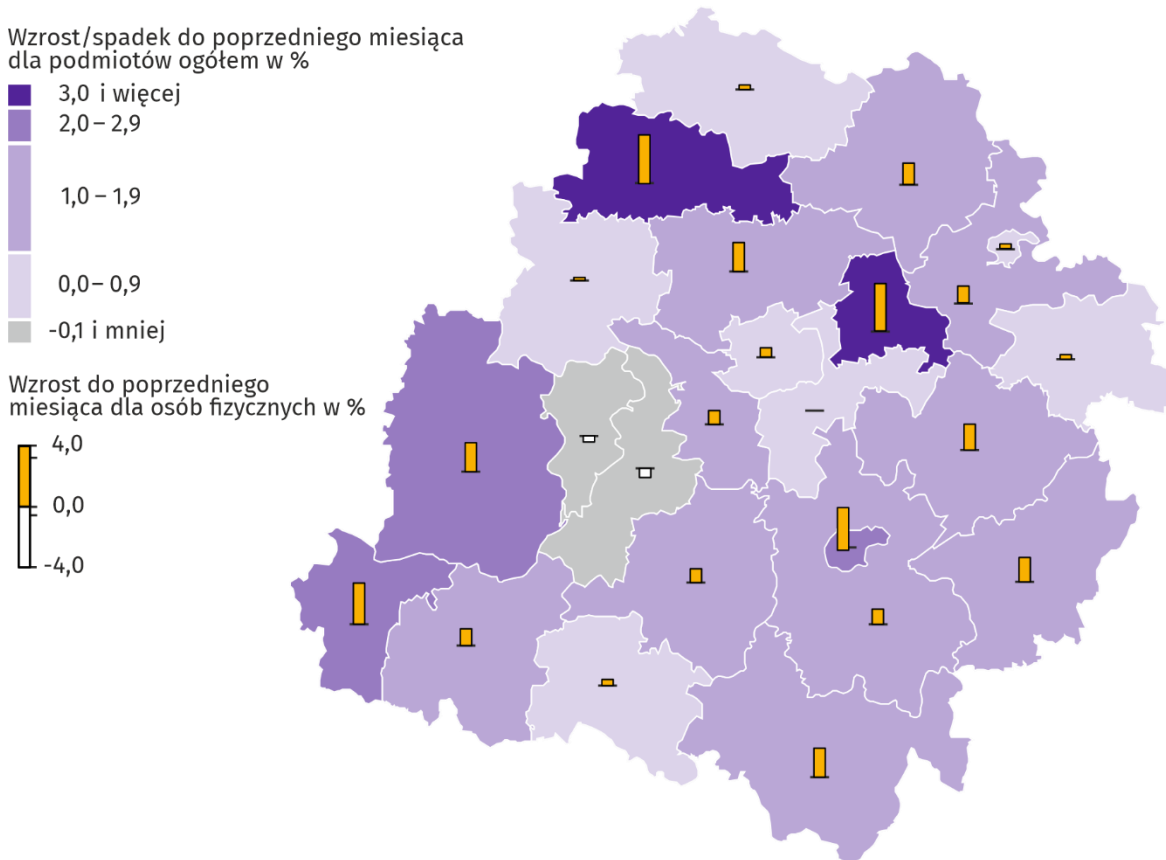 Wzrost/spadek do poprzedniego miesiąca
dla podmiotów ogółem w %
3,0 i więcej
2,0 – 2,9
1,0 – 1,9
0,0 – 0,9
-0,1 i mniej
Wzrost do poprzedniego
miesiąca dla osób fizycznych w %
4,0
0,0
-4,0